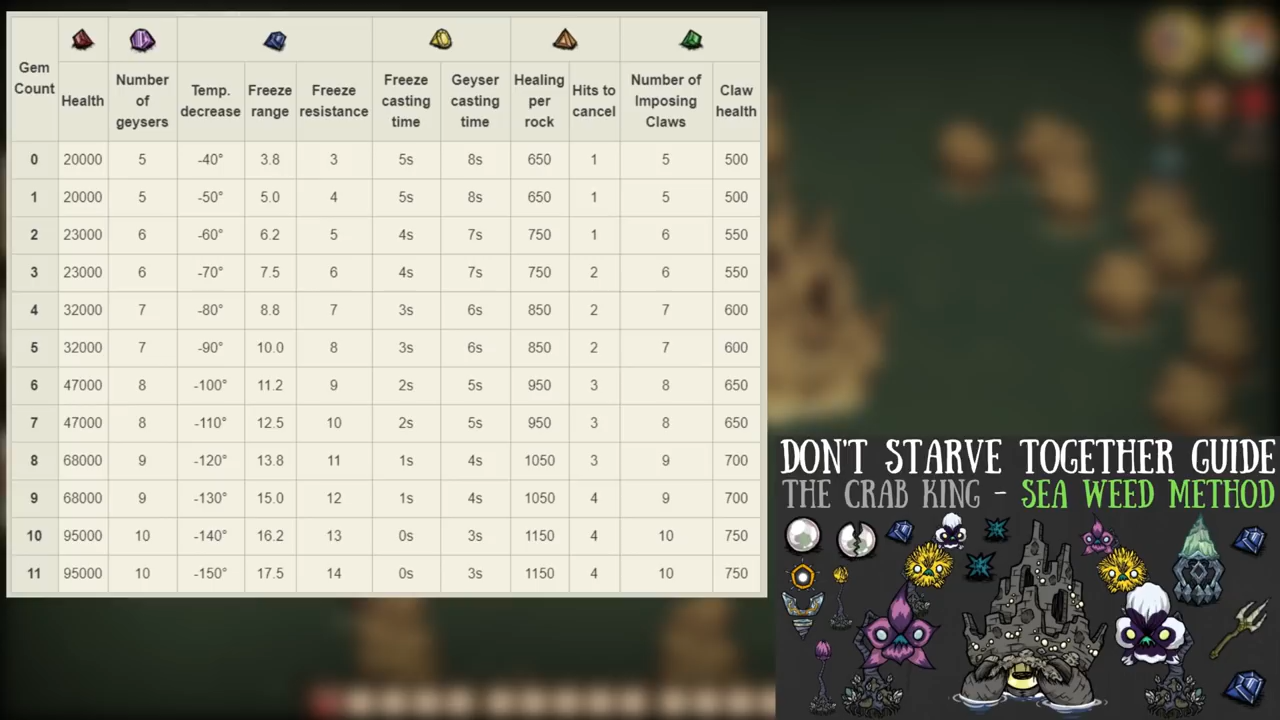 Gem Count | Health | Number of geysers | Temp. decrease | Freeze range | Freeze resistance | Freeze casting time | Geyser casting time | Healing per rock | Hits to cancel | Number of Imposing Claws | Claw health
0 | 20000 | 5 | -40° | 3.8 | 3 | 5s | 8s | 650 | 1 | 5 | 500
1 | 20000 | 5 | -50° | 5.0 | 4 | 5s | 8s | 650 | 1 | 5 | 500
2 | 23000 | 6 | -60° | 6.2 | 5 | 4s | 7s | 750 | 1 | 6 | 550
3 | 23000 | 6 | -70° | 7.5 | 6 | 4s | 7s | 750 | 2 | 6 | 550
4 | 32000 | 7 | -80° | 8.8 | 7 | 3s | 6s | 850 | 2 | 7 | 600
5 | 32000 | 7 | -90° | 10.0 | 8 | 3s | 6s | 850 | 2 | 7 | 600
6 | 47000 | 8 | -100° | 11.2 | 9 | 2s | 5s | 950 | 3 | 8 | 650
7 | 47000 | 8 | -110° | 12.5 | 10 | 2s | 5s | 950 | 3 | 8 | 650
8 | 68000 | 9 | -120° | 13.8 | 11 | 1s | 4s | 1050 | 3 | 9 | 700
9 | 68000 | 9 | -130° | 15.0 | 12 | 1s | 4s | 1050 | 4 | 9 | 700
10 | 95000 | 10 | -140° | 16.2 | 13 | 0s | 3s | 1150 | 4 | 10 | 750
11 | 95000 | 10 | -150° | 17.5 | 14 | 0s | 3s | 1150 | 4 | 10 | 750
DON'T STARVE TOGETHER GUIDE
THE CRAB KING - SEA WEED METHOD